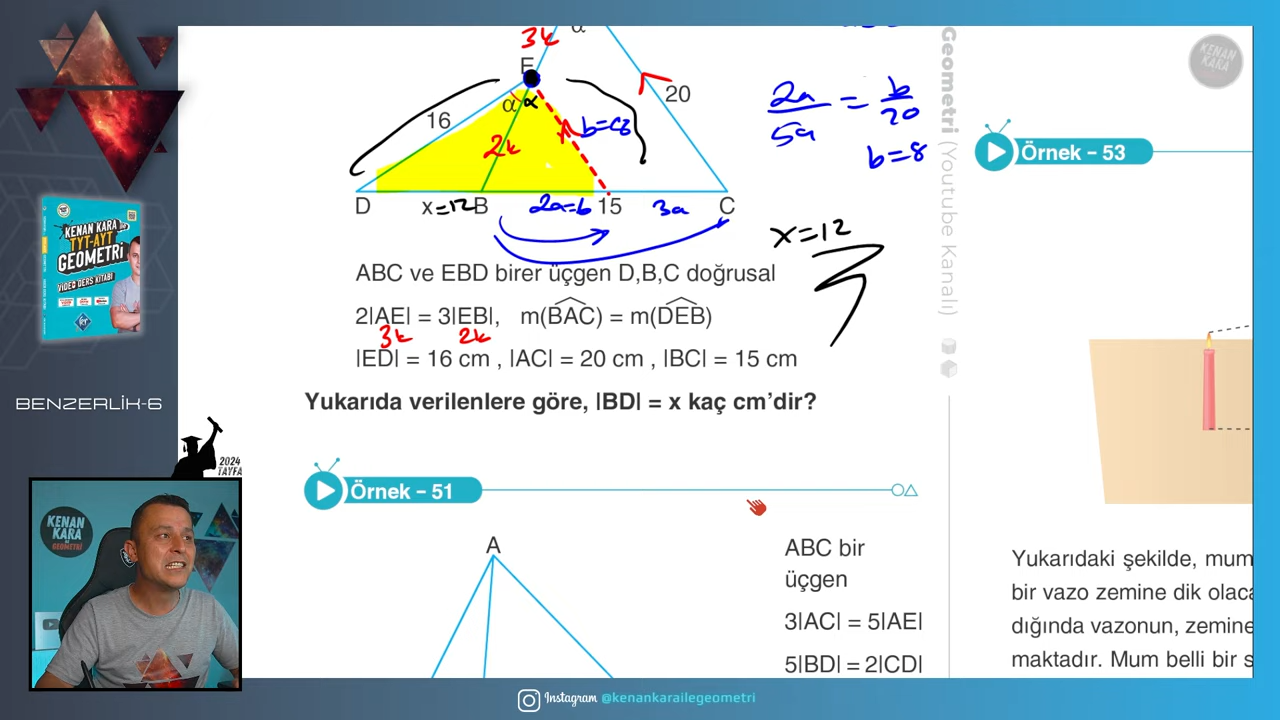 3k
α
E
α α
16
20
2k
b=8
D
x=12
B
2a=6
15
3a
C
2a/5a = b/20
b=8
x=12
ABC ve EBD birer üçgen D,B,C doğrusal
2|AE| = 3|EB|, m(BAC) = m(DEB)
3k 2k
|ED| = 16 cm , |AC| = 20 cm , |BC| = 15 cm
Yukarıda verilenlere göre, |BD| = x kaç cm'dir?
Örnek – 51
A
ABC bir
üçgen
3|AC| = 5|AE|
5|BD| = 2|CD|
Geometri (Youtube Kanalı)
KENAN
KARA
Örnek – 53
Yukarıdaki şekilde, mum
bir vazo zemine dik olaca
dığında vazonun, zemine
maktadır. Mum belli bir s
KENAN KARA
TYT-AYT
GEOMETRİ
VİDEO DERS KİTABI
BENZERLİK-6
2024
TAYFA
KENAN
KARA
İLE
GEOMETRİ
Instagram @kenankarailegeometri